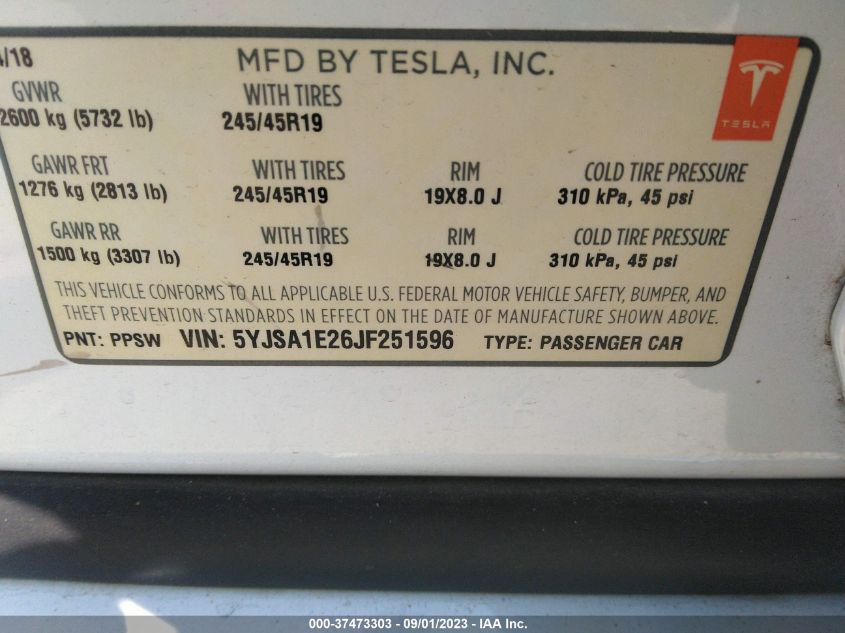 /18 MFD BY TESLA, INC.
GVWR WITH TIRES
2600 kg (5732 lb) 245/45R19
TESLA
GAWR FRT WITH TIRES RIM COLD TIRE PRESSURE
1276 kg (2813 lb) 245/45R19 19X8.0 J 310 kPa, 45 psi
GAWR RR WITH TIRES RIM COLD TIRE PRESSURE
1500 kg (3307 lb) 245/45R19 19X8.0 J 310 kPa, 45 psi
THIS VEHICLE CONFORMS TO ALL APPLICABLE U.S. FEDERAL MOTOR VEHICLE SAFETY, BUMPER, AND
THEFT PREVENTION STANDARDS IN EFFECT ON THE DATE OF MANUFACTURE SHOWN ABOVE.
PNT: PPSW VIN: 5YJSA1E26JF251596 TYPE: PASSENGER CAR
000-37473303 - 09/01/2023 - IAA Inc.